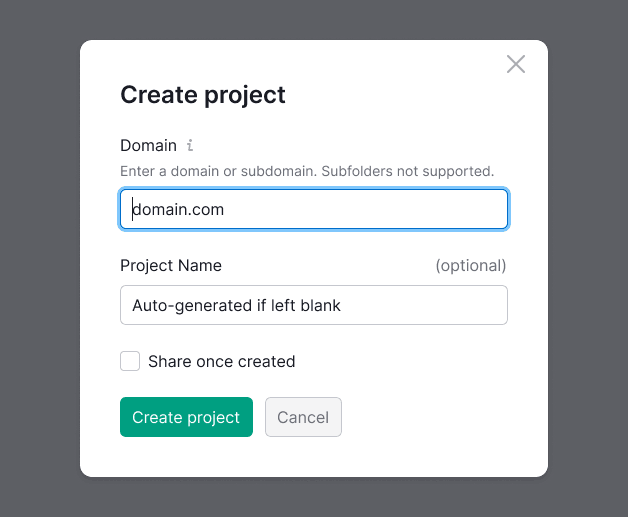 Create project
Domain i
Enter a domain or subdomain. Subfolders not supported.
domain.com
Project Name (optional)
Auto-generated if left blank
Share once created
Create project Cancel